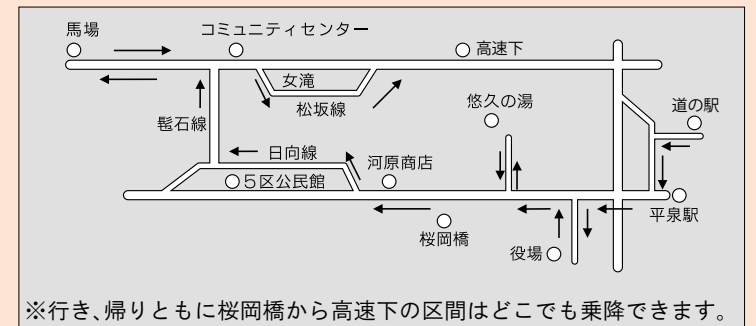 馬場
コミュニティセンター
高速下
女滝
松坂線
悠久の湯
道の駅
髢石線
日向線
河原商店
5区公民館
平泉駅
桜岡橋
役場
※行き、帰りともに桜岡橋から高速下の区間はどこでも乗降できます。